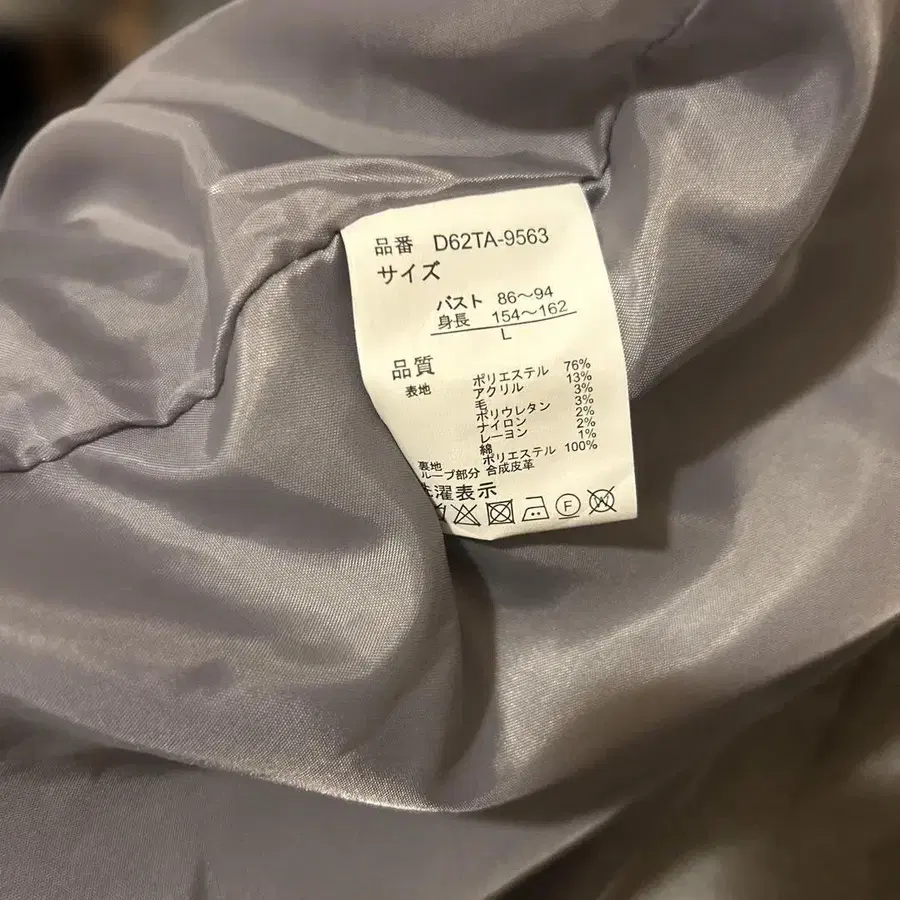 品番 D62TA-9563
サイズ
バスト 86〜94
身長 154〜162
L
品質
表地 ポリエステル 76%
アクリル 13%
毛 3%
ポリウレタン 3%
ナイロン 2%
レーヨン 2%
綿 1%
裏地 ポリエステル 100%
ループ部分 合成皮革
洗濯表示
F W